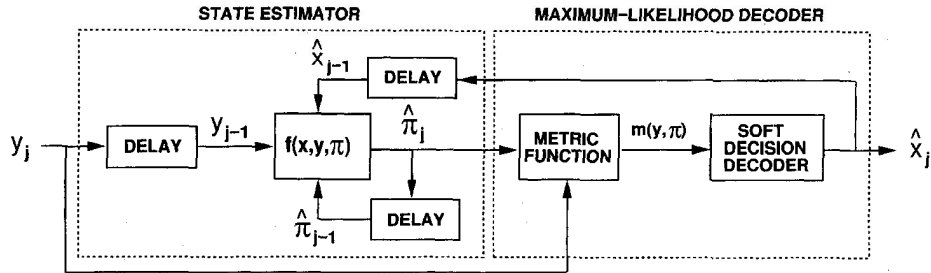 STATE ESTIMATOR
MAXIMUM-LIKELIHOOD DECODER
x̂j-1
DELAY
π̂j
yj
DELAY
yj-1
f(x,y,π)
METRIC
FUNCTION
m(y,π)
SOFT
DECISION
DECODER
x̂j
π̂j-1
DELAY